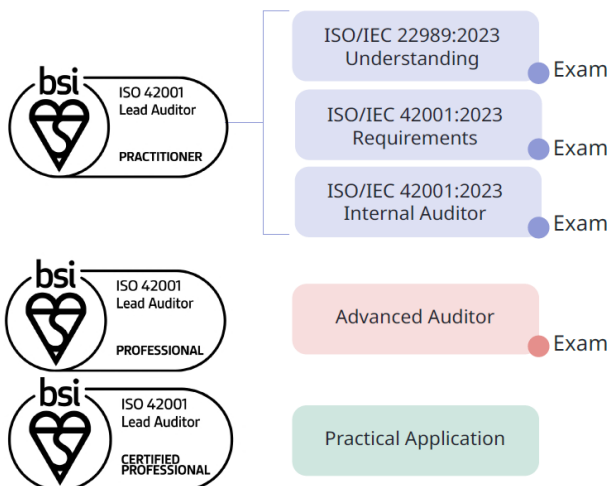 bsi
ISO 42001
Lead Auditor
PRACTITIONER
ISO/IEC 22989:2023
Understanding
Exam
ISO/IEC 42001:2023
Requirements
Exam
ISO/IEC 42001:2023
Internal Auditor
Exam
bsi
ISO 42001
Lead Auditor
PROFESSIONAL
Advanced Auditor
Exam
bsi
ISO 42001
Lead Auditor
CERTIFIED
PROFESSIONAL
Practical Application